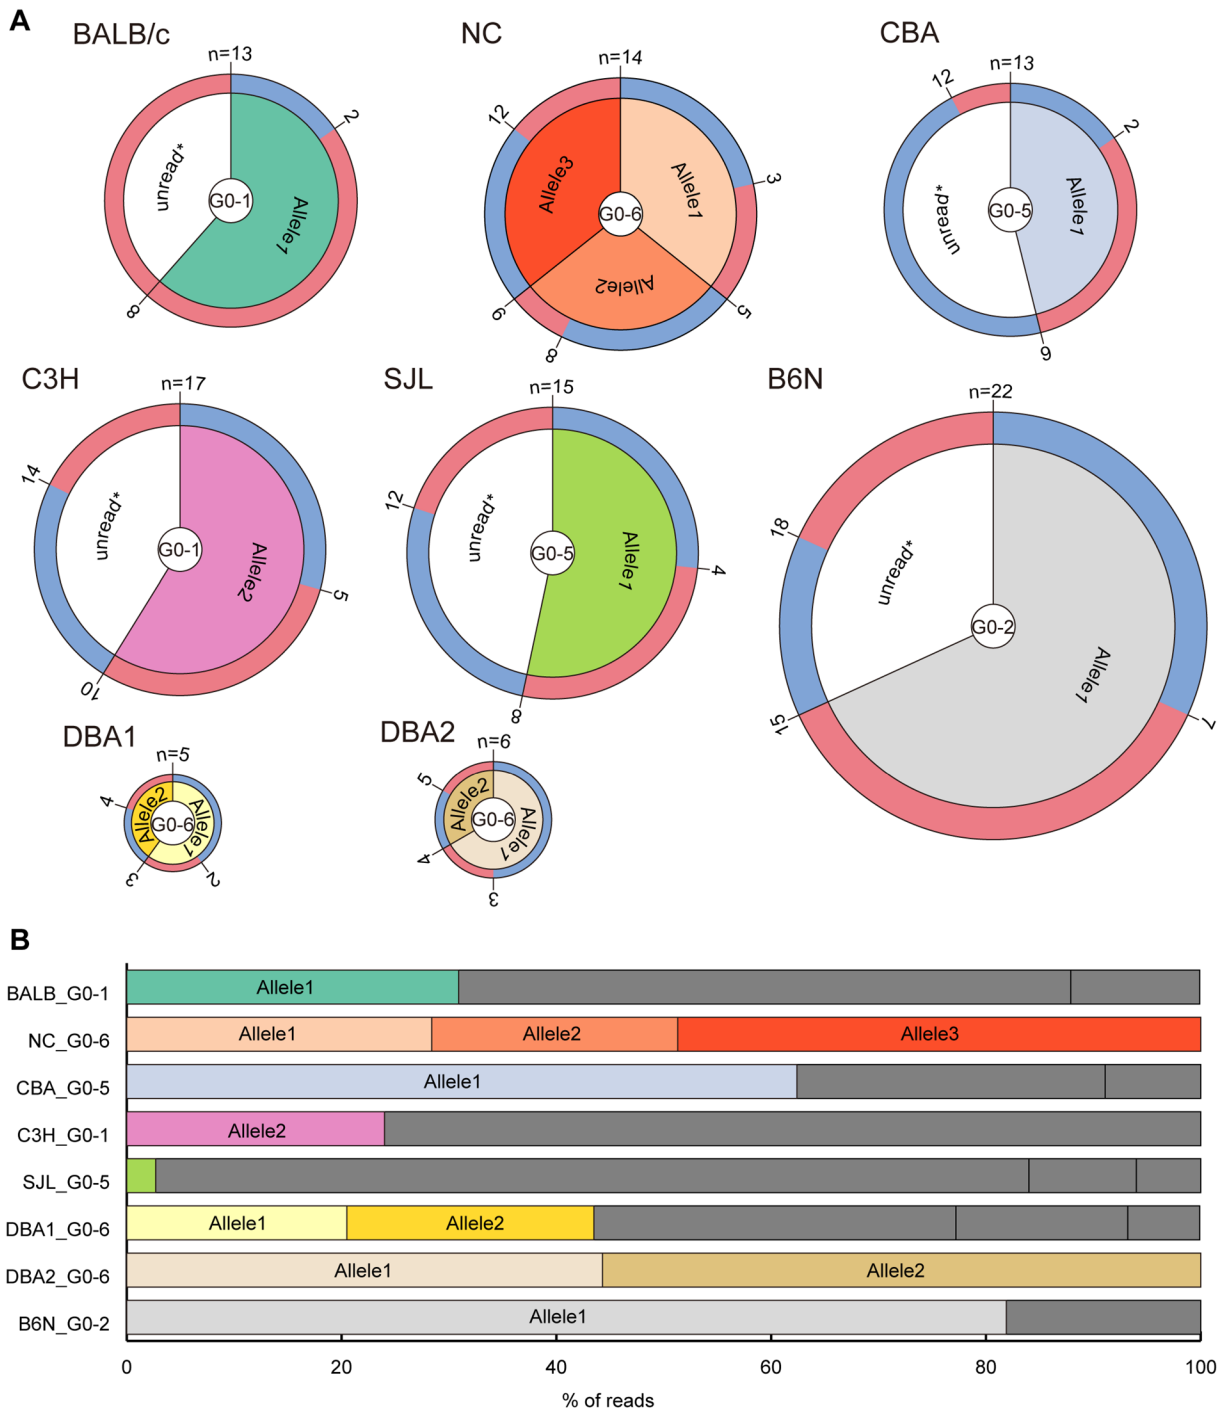 A
BALB/c
NC
CBA
n=13
n=14
n=13
2
unread*
G0-1
Allele1
8
12
Allele3
Allele1
3
G0-6
Allele2
9
8
5
12
2
unread*
G0-5
Allele1
6
C3H
SJL
B6N
n=17
n=15
n=22
14
unread*
G0-1
Allele2
5
10
12
unread*
G0-5
Allele1
4
8
18
unread*
G0-2
Allele1
15
7
DBA1
DBA2
n=5
n=6
4
Allele2
Allele1
G0-6
3
2
5
Allele2
G0-6
Allele1
4
3
B
BALB_G0-1 Allele1
NC_G0-6 Allele1 Allele2 Allele3
CBA_G0-5 Allele1
C3H_G0-1 Allele2
SJL_G0-5
DBA1_G0-6 Allele1 Allele2
DBA2_G0-6 Allele1 Allele2
B6N_G0-2 Allele1
0 20 40 60 80 100
% of reads